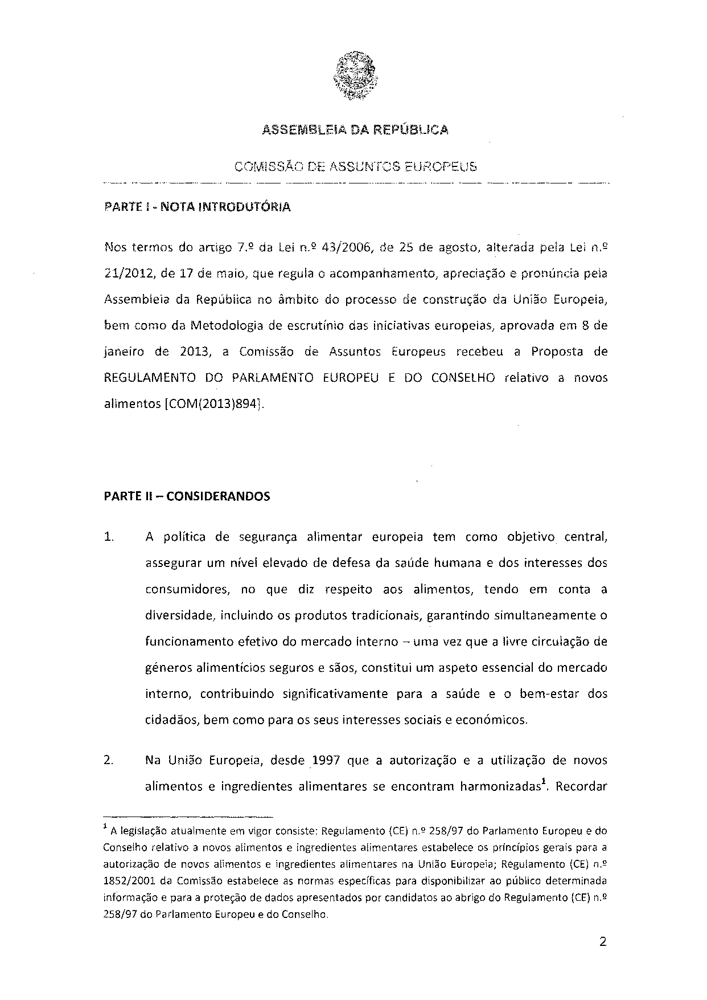 ASSEMBLEIA DA REPÚBLICA
COMISSÃO DE ASSUNTOS EUROPEUS
PARTE I - NOTA INTRODUTÓRIA
Nos termos do artigo 7.º da Lei n.º 43/2006, de 25 de agosto, alterada pela Lei n.º
21/2012, de 17 de maio, que regula o acompanhamento, apreciação e pronúncia pela
Assembleia da República no âmbito do processo de construção da União Europeia,
bem como da Metodologia de escrutínio das iniciativas europeias, aprovada em 8 de
janeiro de 2013, a Comissão de Assuntos Europeus recebeu a Proposta de
REGULAMENTO DO PARLAMENTO EUROPEU E DO CONSELHO relativo a novos
alimentos [COM(2013)894].
PARTE II – CONSIDERANDOS
1. A política de segurança alimentar europeia tem como objetivo central,
assegurar um nível elevado de defesa da saúde humana e dos interesses dos
consumidores, no que diz respeito aos alimentos, tendo em conta a
diversidade, incluindo os produtos tradicionais, garantindo simultaneamente o
funcionamento efetivo do mercado interno – uma vez que a livre circulação de
géneros alimentícios seguros e sãos, constitui um aspeto essencial do mercado
interno, contribuindo significativamente para a saúde e o bem-estar dos
cidadãos, bem como para os seus interesses sociais e económicos.
2. Na União Europeia, desde 1997 que a autorização e a utilização de novos
alimentos e ingredientes alimentares se encontram harmonizadas¹. Recordar
¹ A legislação atualmente em vigor consiste: Regulamento (CE) n.º 258/97 do Parlamento Europeu e do
Conselho relativo a novos alimentos e ingredientes alimentares estabelece os princípios gerais para a
autorização de novos alimentos e ingredientes alimentares na União Europeia; Regulamento (CE) n.º
1852/2001 da Comissão estabelece as normas específicas para disponibilizar ao público determinada
informação e para a proteção de dados apresentados por candidatos ao abrigo do Regulamento (CE) n.º
258/97 do Parlamento Europeu e do Conselho.
2